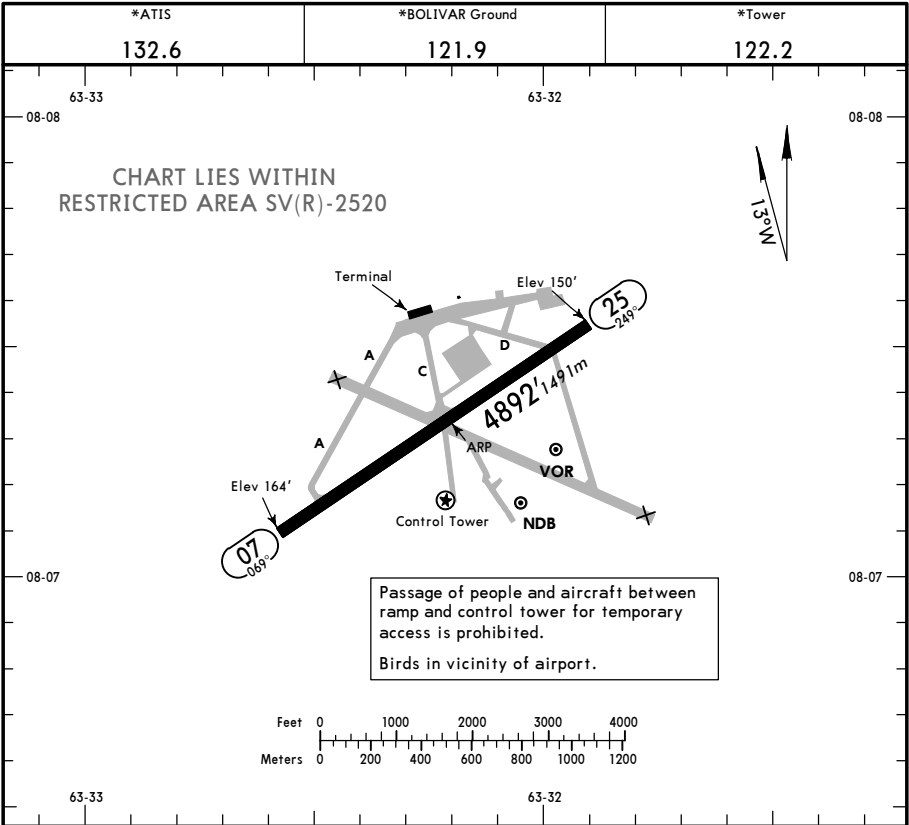 *ATIS
132.6
*BOLIVAR Ground
121.9
*Tower
122.2
63-33
63-32
08-08
08-08
CHART LIES WITHIN
RESTRICTED AREA SV(R)-2520
13°W
Terminal
Elev 150'
25
249°
A
C
D
4892' 1491m
A
ARP
VOR
Elev 164'
Control Tower
NDB
07
069°
08-07
08-07
Passage of people and aircraft between
ramp and control tower for temporary
access is prohibited.
Birds in vicinity of airport.
Feet 0 1000 2000 3000 4000
Meters 0 200 400 600 800 1000 1200
63-33
63-32